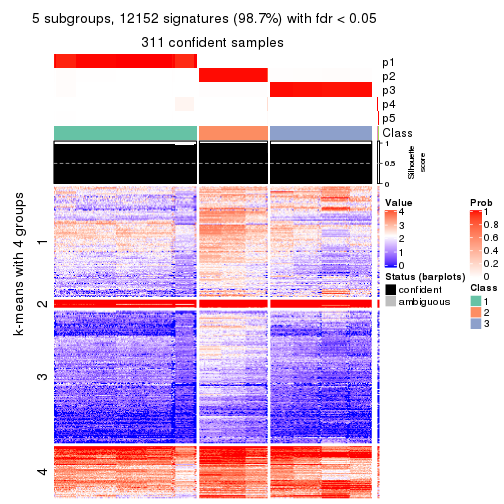 5 subgroups, 12152 signatures (98.7%) with fdr < 0.05
311 confident samples
p1
p2
p3
p4
p5
Class
1
0.5
0
Silhouette
score
k-means with 4 groups
1
2
3
4
Value
4
3
2
1
0
Status (barplots)
confident
ambiguous
Prob
1
0.8
0.6
0.4
0.2
0
Class
1
2
3